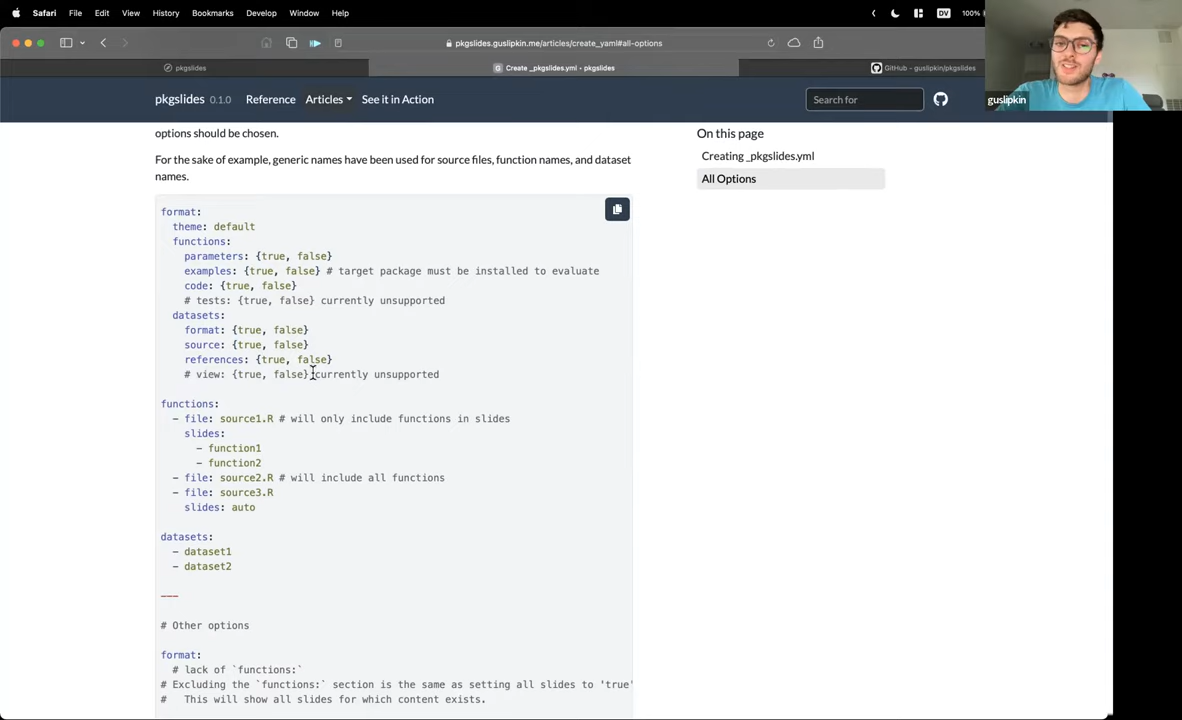 Safari File Edit View History Bookmarks Develop Window Help DV 100%
pkgslides.guslipkin.me/articles/create_yaml#all-options
pkgslides
G Create _pkgslides.yml • pkgslides
GitHub - guslipkin/pkgslides
guslipkin
pkgslides 0.1.0 Reference Articles See it in Action Search for
options should be chosen.
For the sake of example, generic names have been used for source files, function names, and dataset
names.
format:
  theme: default
  functions:
    parameters: {true, false}
    examples: {true, false} # target package must be installed to evaluate
    code: {true, false}
    # tests: {true, false} currently unsupported
  datasets:
    format: {true, false}
    source: {true, false}
    references: {true, false}
    # view: {true, false} currently unsupported
functions:
  - file: source1.R # will only include functions in slides
    slides:
      - function1
      - function2
  - file: source2.R # will include all functions
  - file: source3.R
    slides: auto
datasets:
  - dataset1
  - dataset2
---
# Other options
format:
  # lack of `functions:`
# Excluding the `functions:` section is the same as setting all slides to 'true'
#   This will show all slides for which content exists.
On this page
Creating _pkgslides.yml
All Options